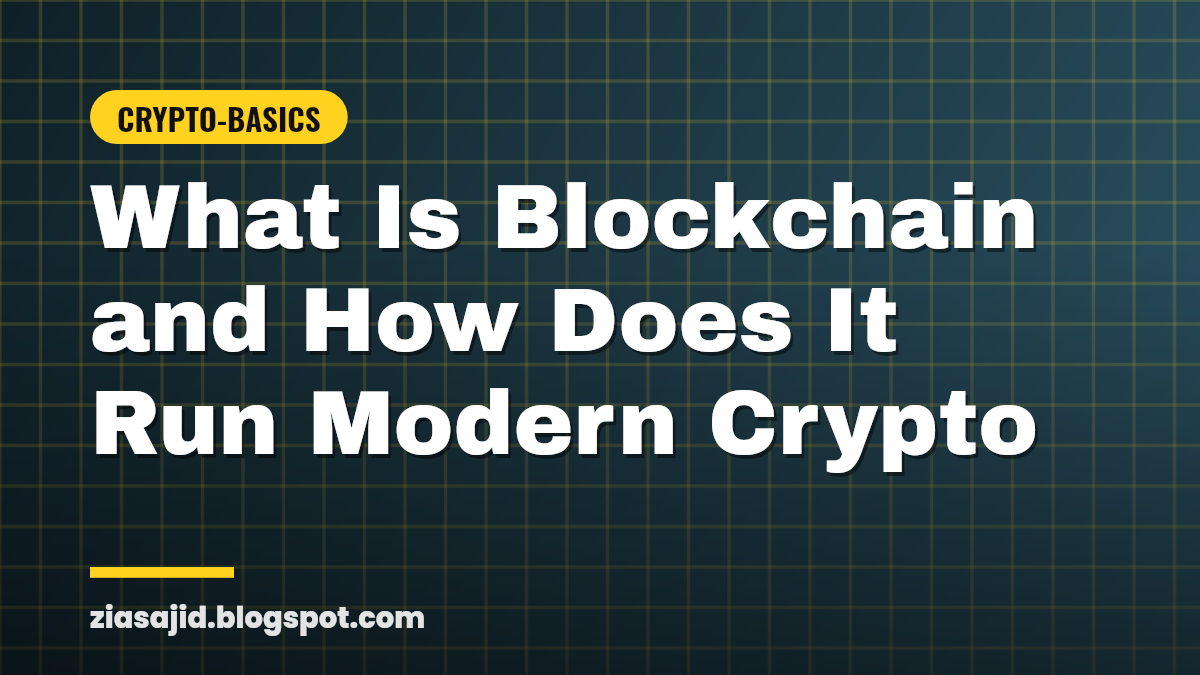 CRYPTO-BASICS
What Is Blockchain
and How Does It
Run Modern Crypto
ziasajid.blogspot.com